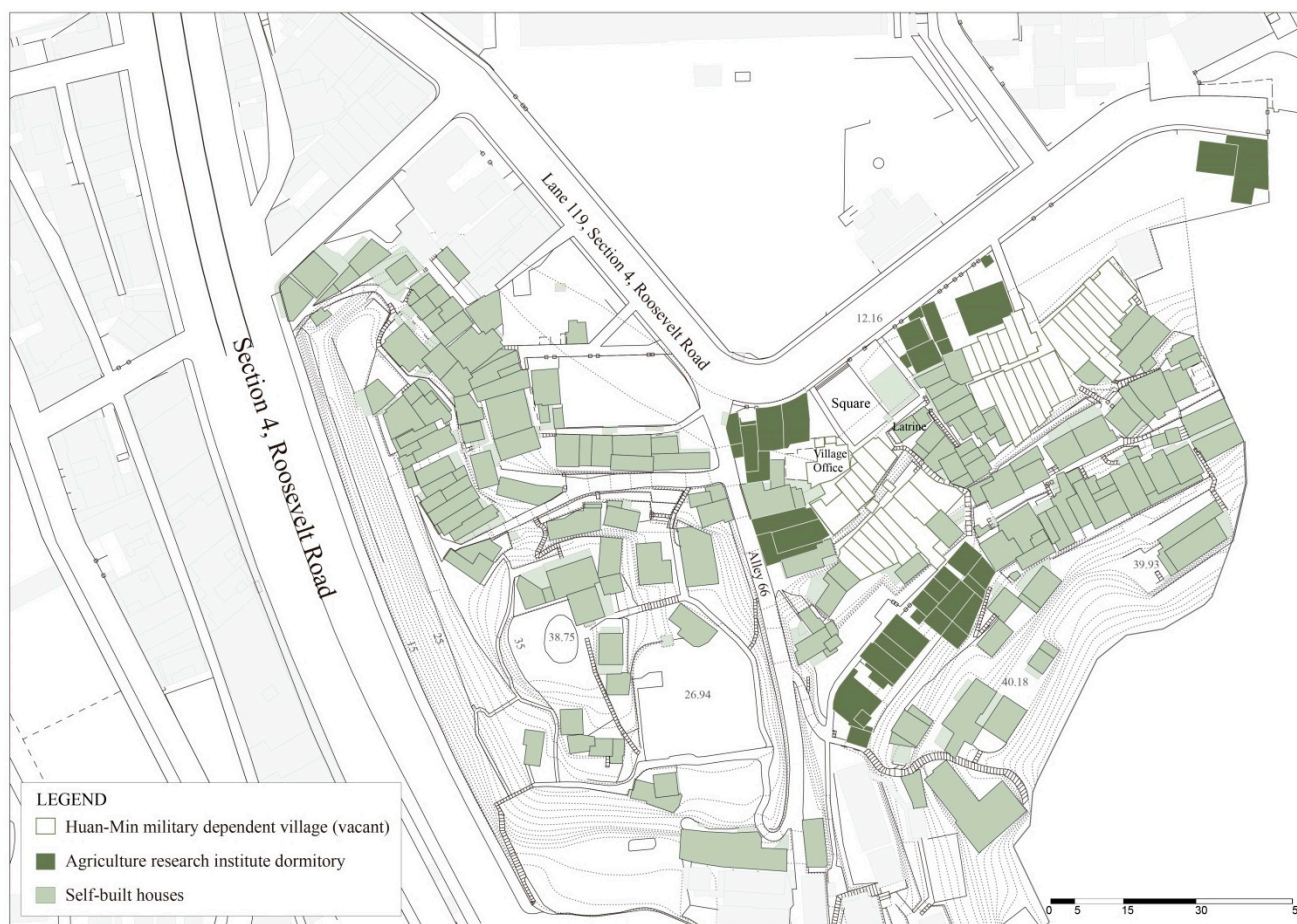 Lane 119, Section 4, Roosevelt Road
Section 4, Roosevelt Road
12.16
Square
Latrine
Village
Office
Alley 66
39.93
40.18
38.75
26.94
35
25
15
LEGEND
Huan-Min military dependent village (vacant)
Agriculture research institute dormitory
Self-built houses
0 5 15 30